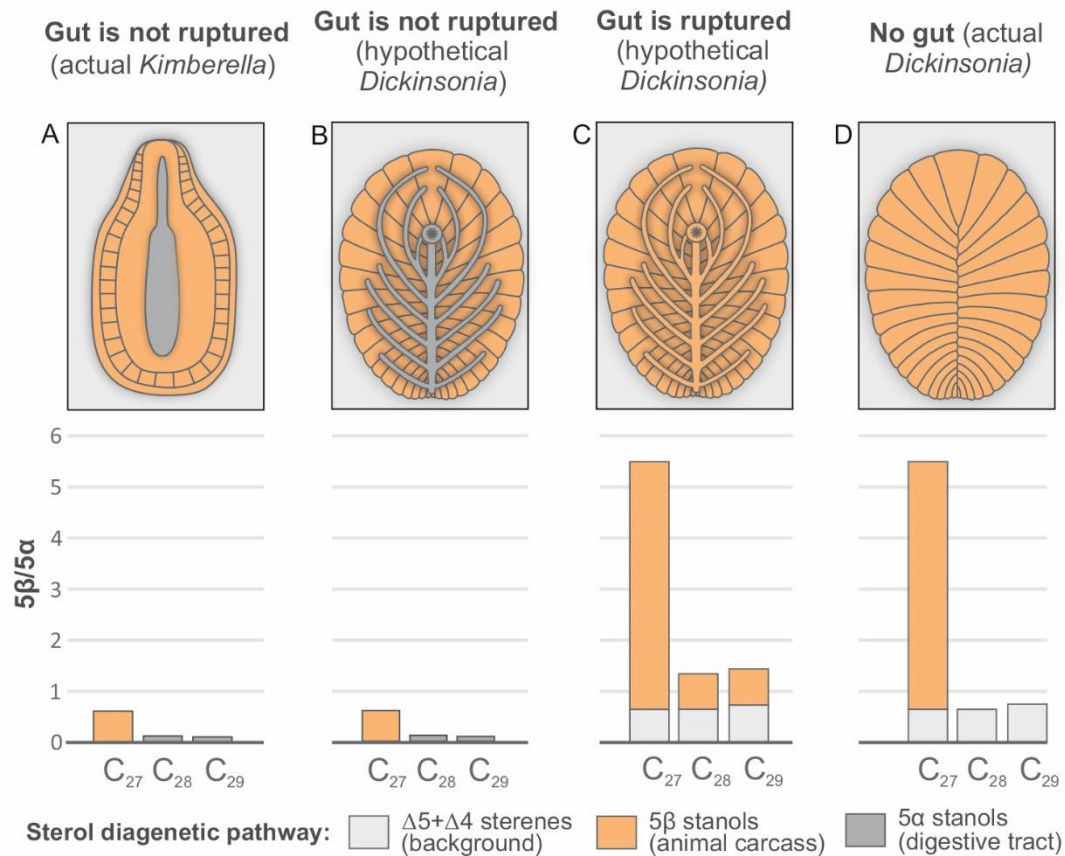 Gut is not ruptured
(actual Kimberella)
Gut is not ruptured
(hypothetical
Dickinsonia)
Gut is ruptured
(hypothetical
Dickinsonia)
No gut (actual
Dickinsonia)
A
B
C
D
6
5
4
3
2
1
0
5β/5α
C₂₇ C₂₈ C₂₉
C₂₇ C₂₈ C₂₉
C₂₇ C₂₈ C₂₉
C₂₇ C₂₈ C₂₉
Sterol diagenetic pathway:
Δ5+Δ4 sterenes
(background)
5β stanols
(animal carcass)
5α stanols
(digestive tract)